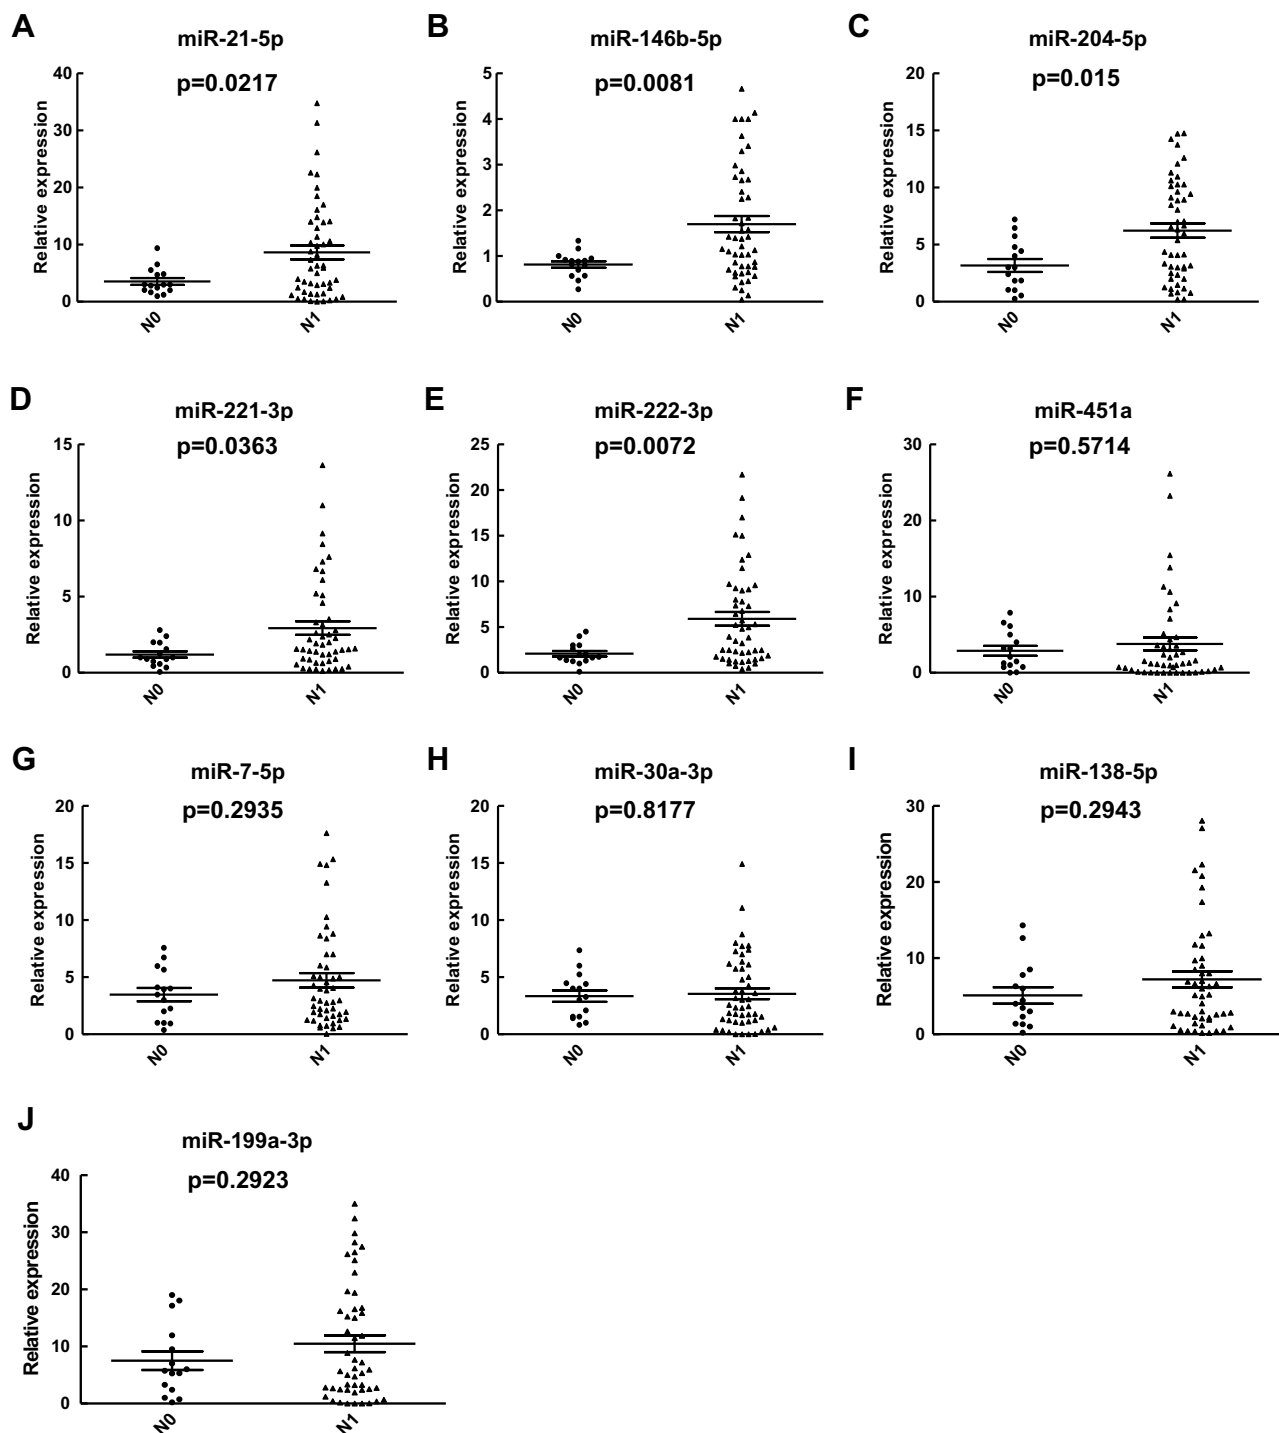 A
miR-21-5p
p=0.0217
Relative expression
40
30
20
10
0
N0
N1
B
miR-146b-5p
p=0.0081
Relative expression
5
4
3
2
1
0
N0
N1
C
miR-204-5p
p=0.015
Relative expression
20
15
10
5
0
N0
N1
D
miR-221-3p
p=0.0363
Relative expression
15
10
5
0
N0
N1
E
miR-222-3p
p=0.0072
Relative expression
25
20
15
10
5
0
N0
N1
F
miR-451a
p=0.5714
Relative expression
30
20
10
0
N0
N1
G
miR-7-5p
p=0.2935
Relative expression
20
15
10
5
0
N0
N1
H
miR-30a-3p
p=0.8177
Relative expression
20
15
10
5
0
N0
N1
I
miR-138-5p
p=0.2943
Relative expression
30
20
10
0
N0
N1
J
miR-199a-3p
p=0.2923
Relative expression
40
30
20
10
0
N0
N1